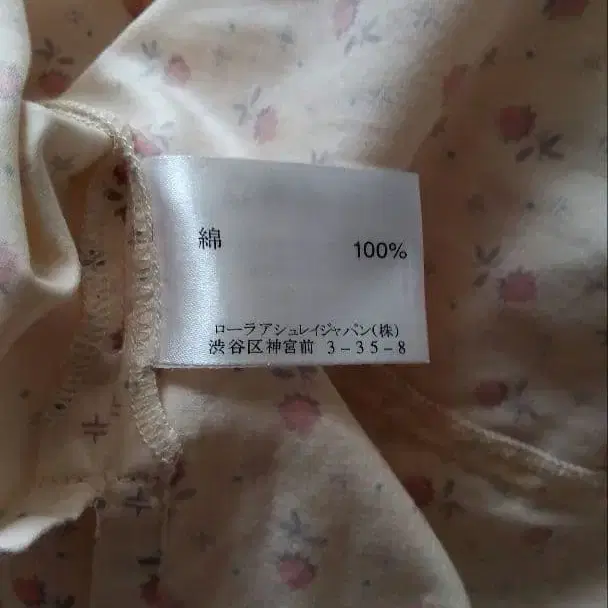 綿 100%
ローラアシュレイジャパン(株)
渋谷区神宮前 3-35-8